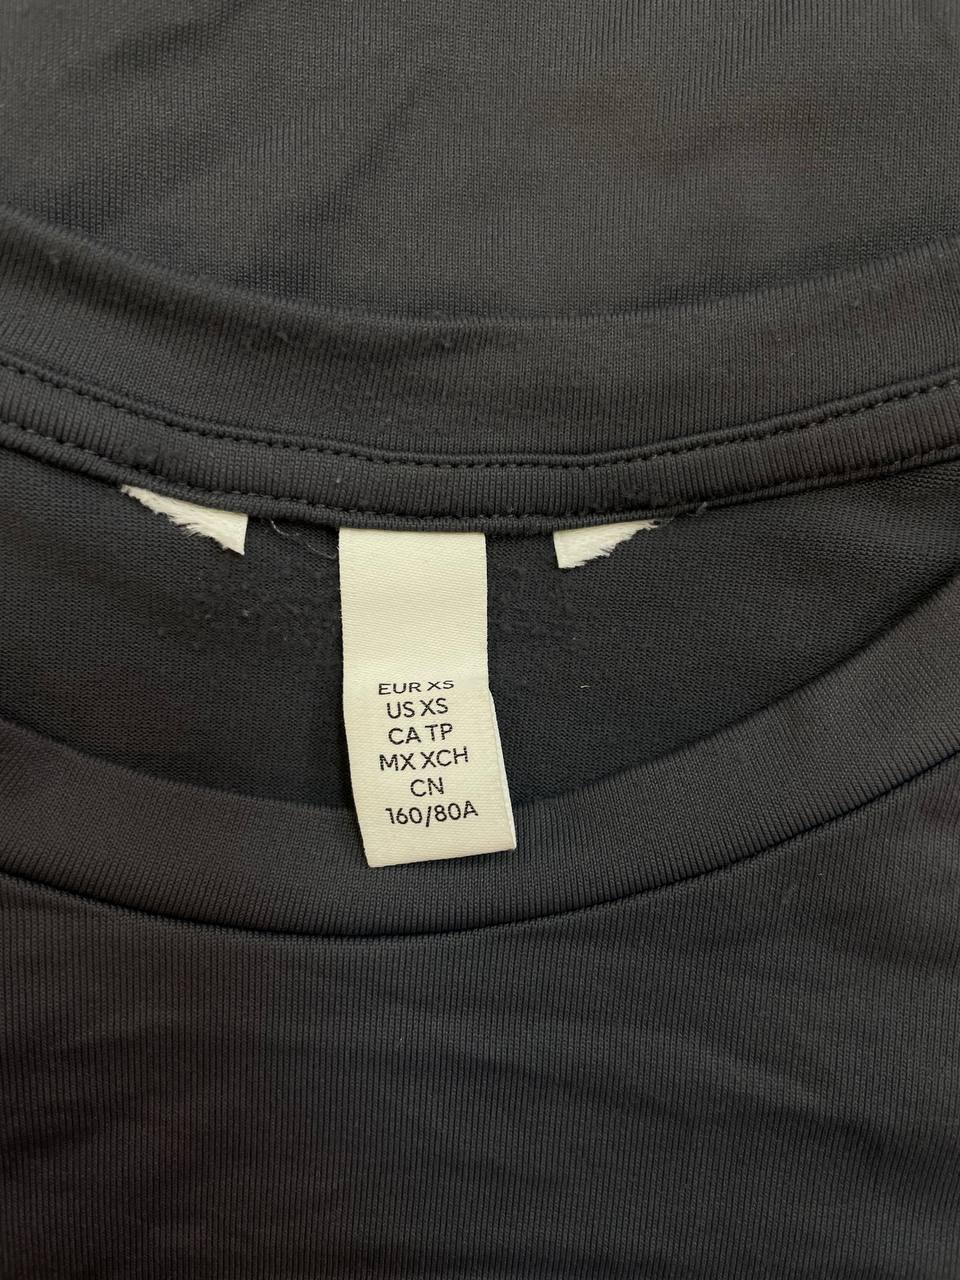 EUR XS
US XS
CA TP
MX XCH
CN
160/80A